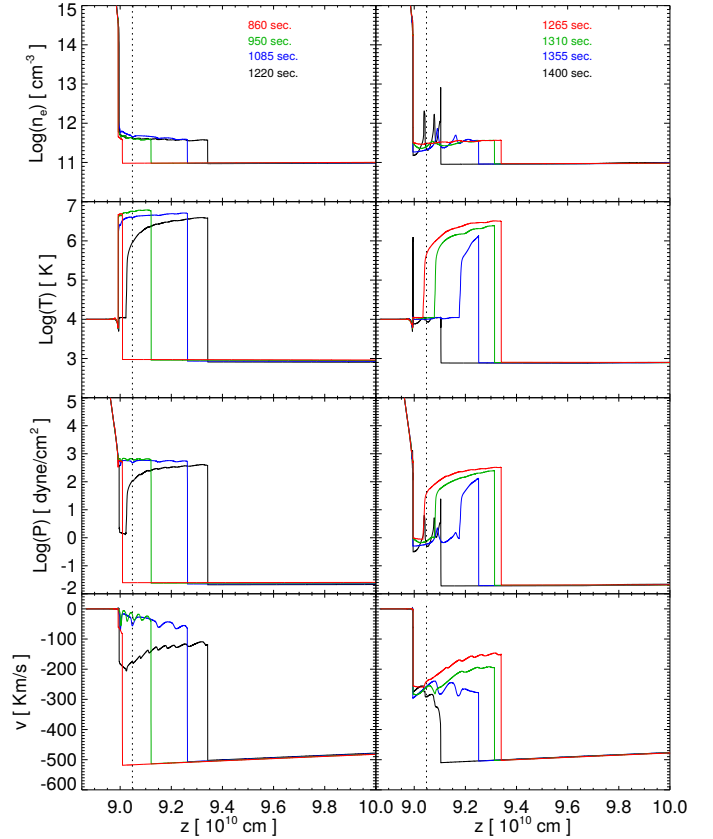 15
14
13
12
11
Log(n_e) [ cm^-3 ]
860 sec.
950 sec.
1085 sec.
1220 sec.
1265 sec.
1310 sec.
1355 sec.
1400 sec.
7
6
5
4
3
Log(T) [ K ]
5
4
3
2
1
0
-1
-2
Log(P) [ dyne/cm^2 ]
0
-100
-200
-300
-400
-500
-600
v [ Km/s ]
9.0 9.2 9.4 9.6 9.8 10.0
z [ 10^10 cm ]
9.0 9.2 9.4 9.6 9.8 10.0
z [ 10^10 cm ]